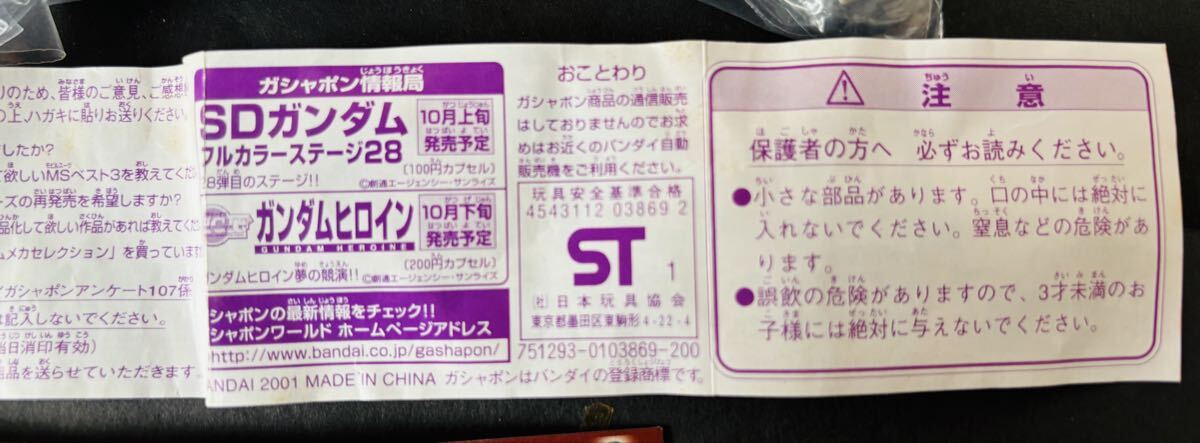 りのため、皆様のご意見、ご感想
の上、ハガキに貼りお送りください。
したか?
て欲しいMSベスト3を教えてくだ
ーズの再発売を希望しますか?
品化して欲しい作品があれば教えてくだ
ムメカセレクション」を買っています
イガシャポンアンケート107係
は記入しないでください。
当日消印有効)
品を送らせていただきます。
ガシャポン情報局
SDガンダム
フルカラーステージ28
10月上旬
発売予定
(100円カプセル)
28弾目のステージ!!
©創通エージェンシー・サンライズ
ガンダムヒロイン
GUNDAM HEROINE
10月下旬
発売予定
(200円カプセル)
ンダムヒロイン夢の競演!!
©創通エージェンシー・サンライズ
シャポンの最新情報をチェック!!
シャポンワールド ホームページアドレス
http://www.bandai.co.jp/gashapon/
ANDAI 2001 MADE IN CHINA ガシャポンはバンダイの登録商標です。
おことわり
ガシャポン商品の通信販売
はしておりませんのでお求
めはお近くのバンダイ自動
販売機をご利用ください。
玩具安全基準合格
4543112 03869 2
ST 1
(社)日本玩具協会
東京都墨田区東駒形4-22-4
751293-0103869-200
注意
保護者の方へ 必ずお読みください。
●小さな部品があります。口の中には絶対に
入れないでください。窒息などの危険があ
ります。
●誤飲の危険がありますので、3才未満のお
子様には絶対に与えないでください。